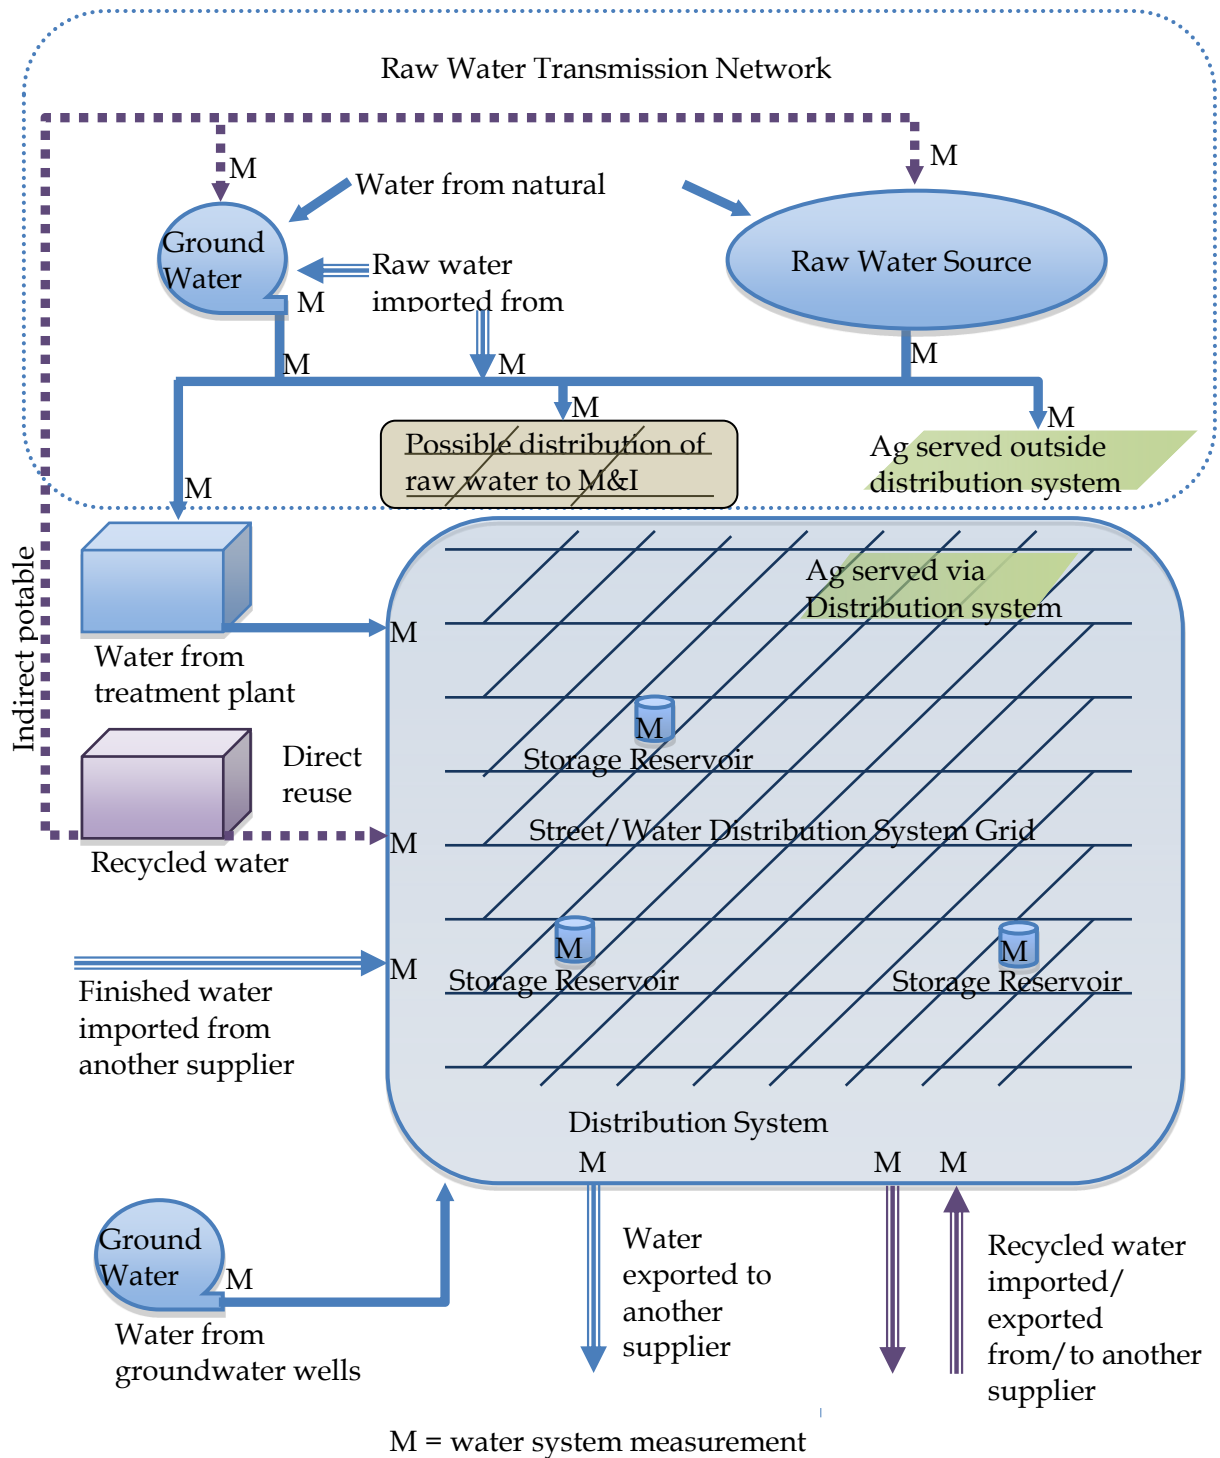 Raw Water Transmission Network
M
M
Water from natural
Ground
Water
Raw water
imported from
M
Raw Water Source
M
M
M
M
M
Possible distribution of
raw water to M&I
Ag served outside
distribution system
M
Indirect potable
Ag served via
Distribution system
M
Water from
treatment plant
M
Storage Reservoir
Direct
reuse
Street/Water Distribution System Grid
M
Recycled water
M
Storage Reservoir
M
Storage Reservoir
M
Finished water
imported from
another supplier
Distribution System
M
M
M
Ground
Water
M
Water from
groundwater wells
Water
exported to
another
supplier
Recycled water
imported/
exported
from/to another
supplier
M = water system measurement